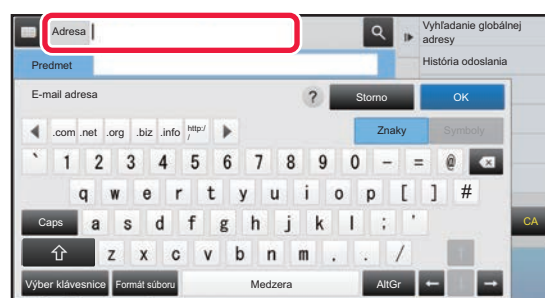 Adresa
Vyhľadanie globálnej
adresy
Predmet
História odoslania
E-mail adresa
?
Storno
OK
.com .net .org .biz .info http:/
/
Znaky
Symboly
` 1 2 3 4 5 6 7 8 9 0 - = @
q w e r t y u i o p [ ] #
Caps a s d f g h j k l ; '
CA
z x c v b n m . . /
Výber klávesnice Formát súboru Medzera AltGr